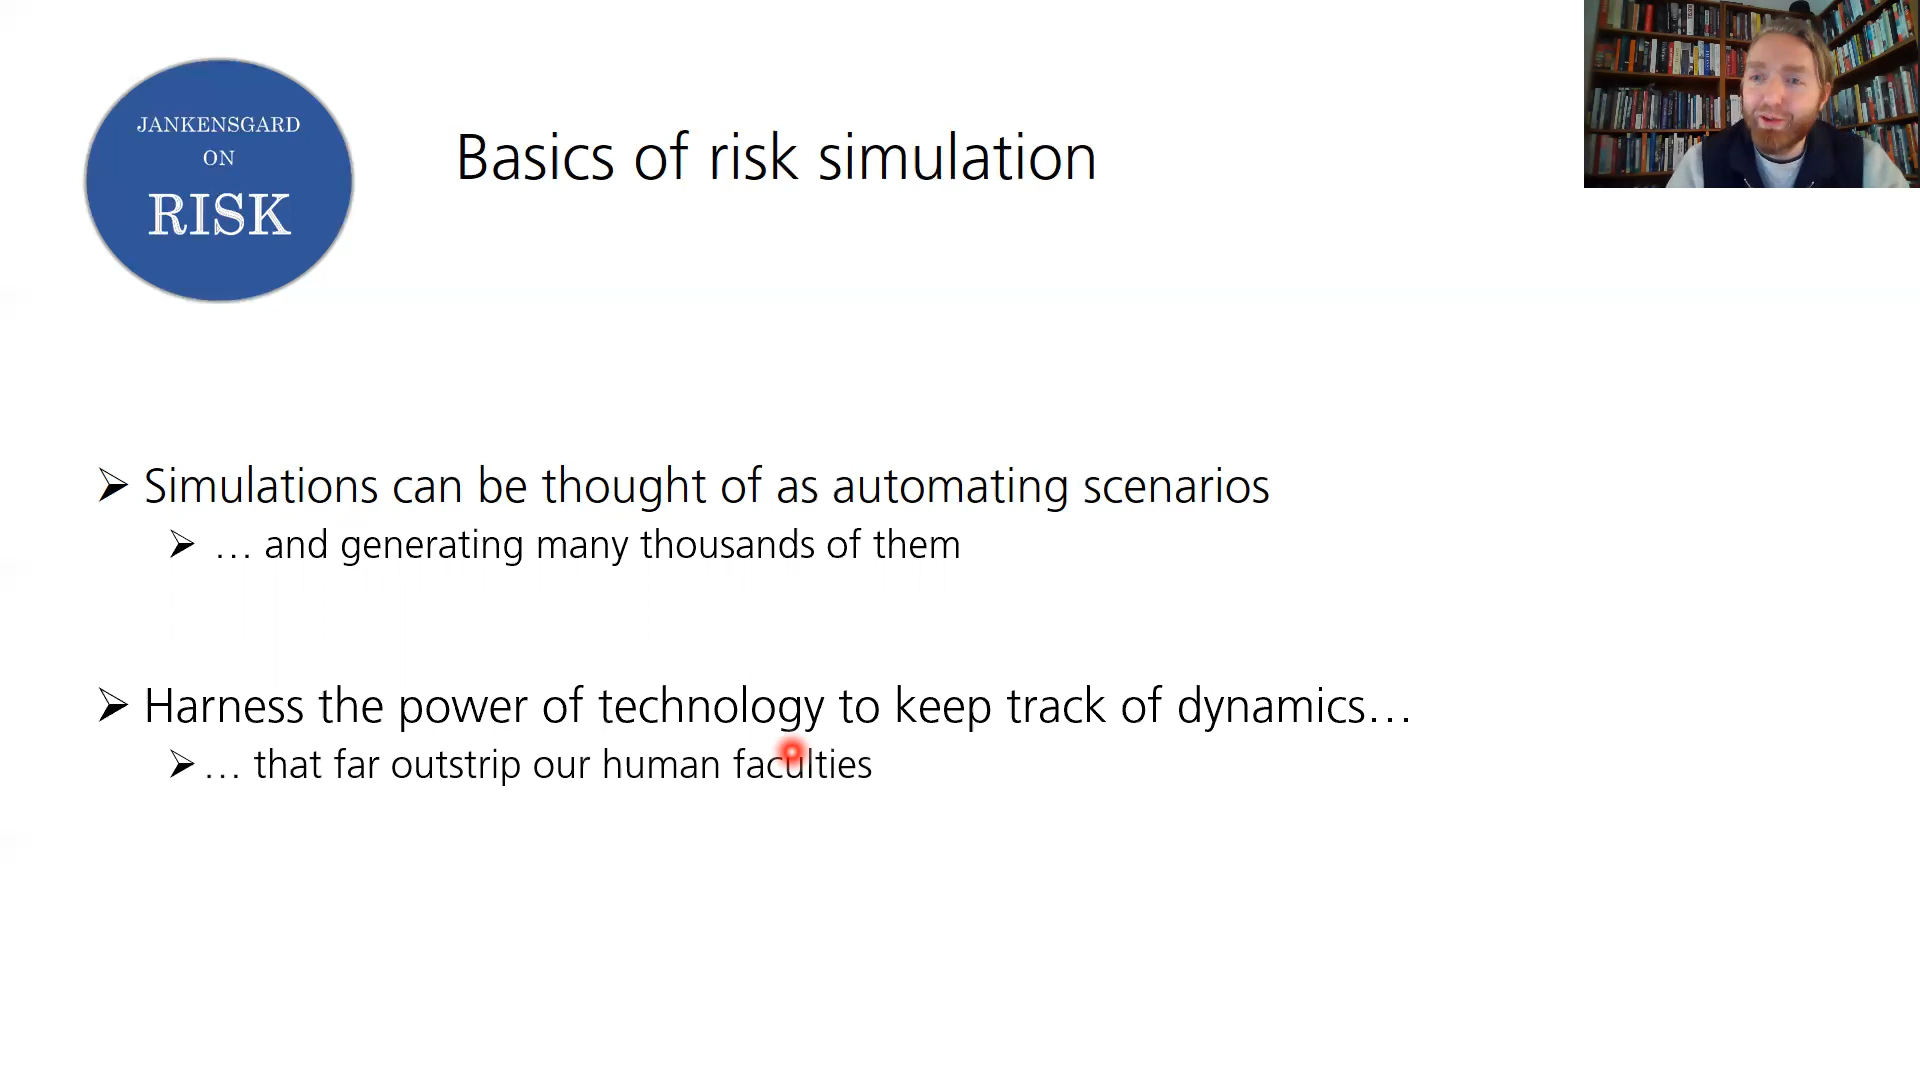 JANKENSGARD
ON
RISK
Basics of risk simulation
Simulations can be thought of as automating scenarios
… and generating many thousands of them
Harness the power of technology to keep track of dynamics…
… that far outstrip our human faculties